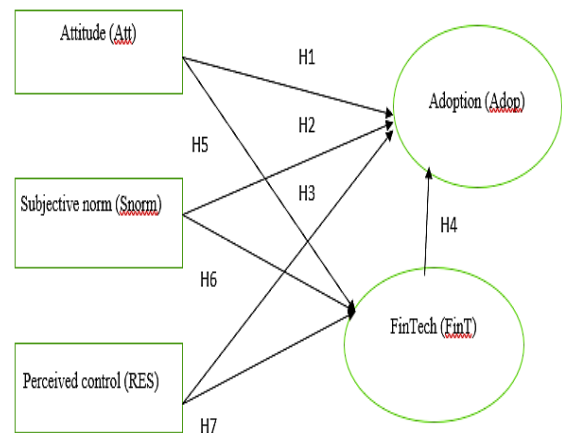 Attitude (Att)
H1
Adoption (Adop)
H2
H5
Subjective norm (Snorm)
H3
H4
H6
FinTech (FinT)
Perceived control (RES)
H7